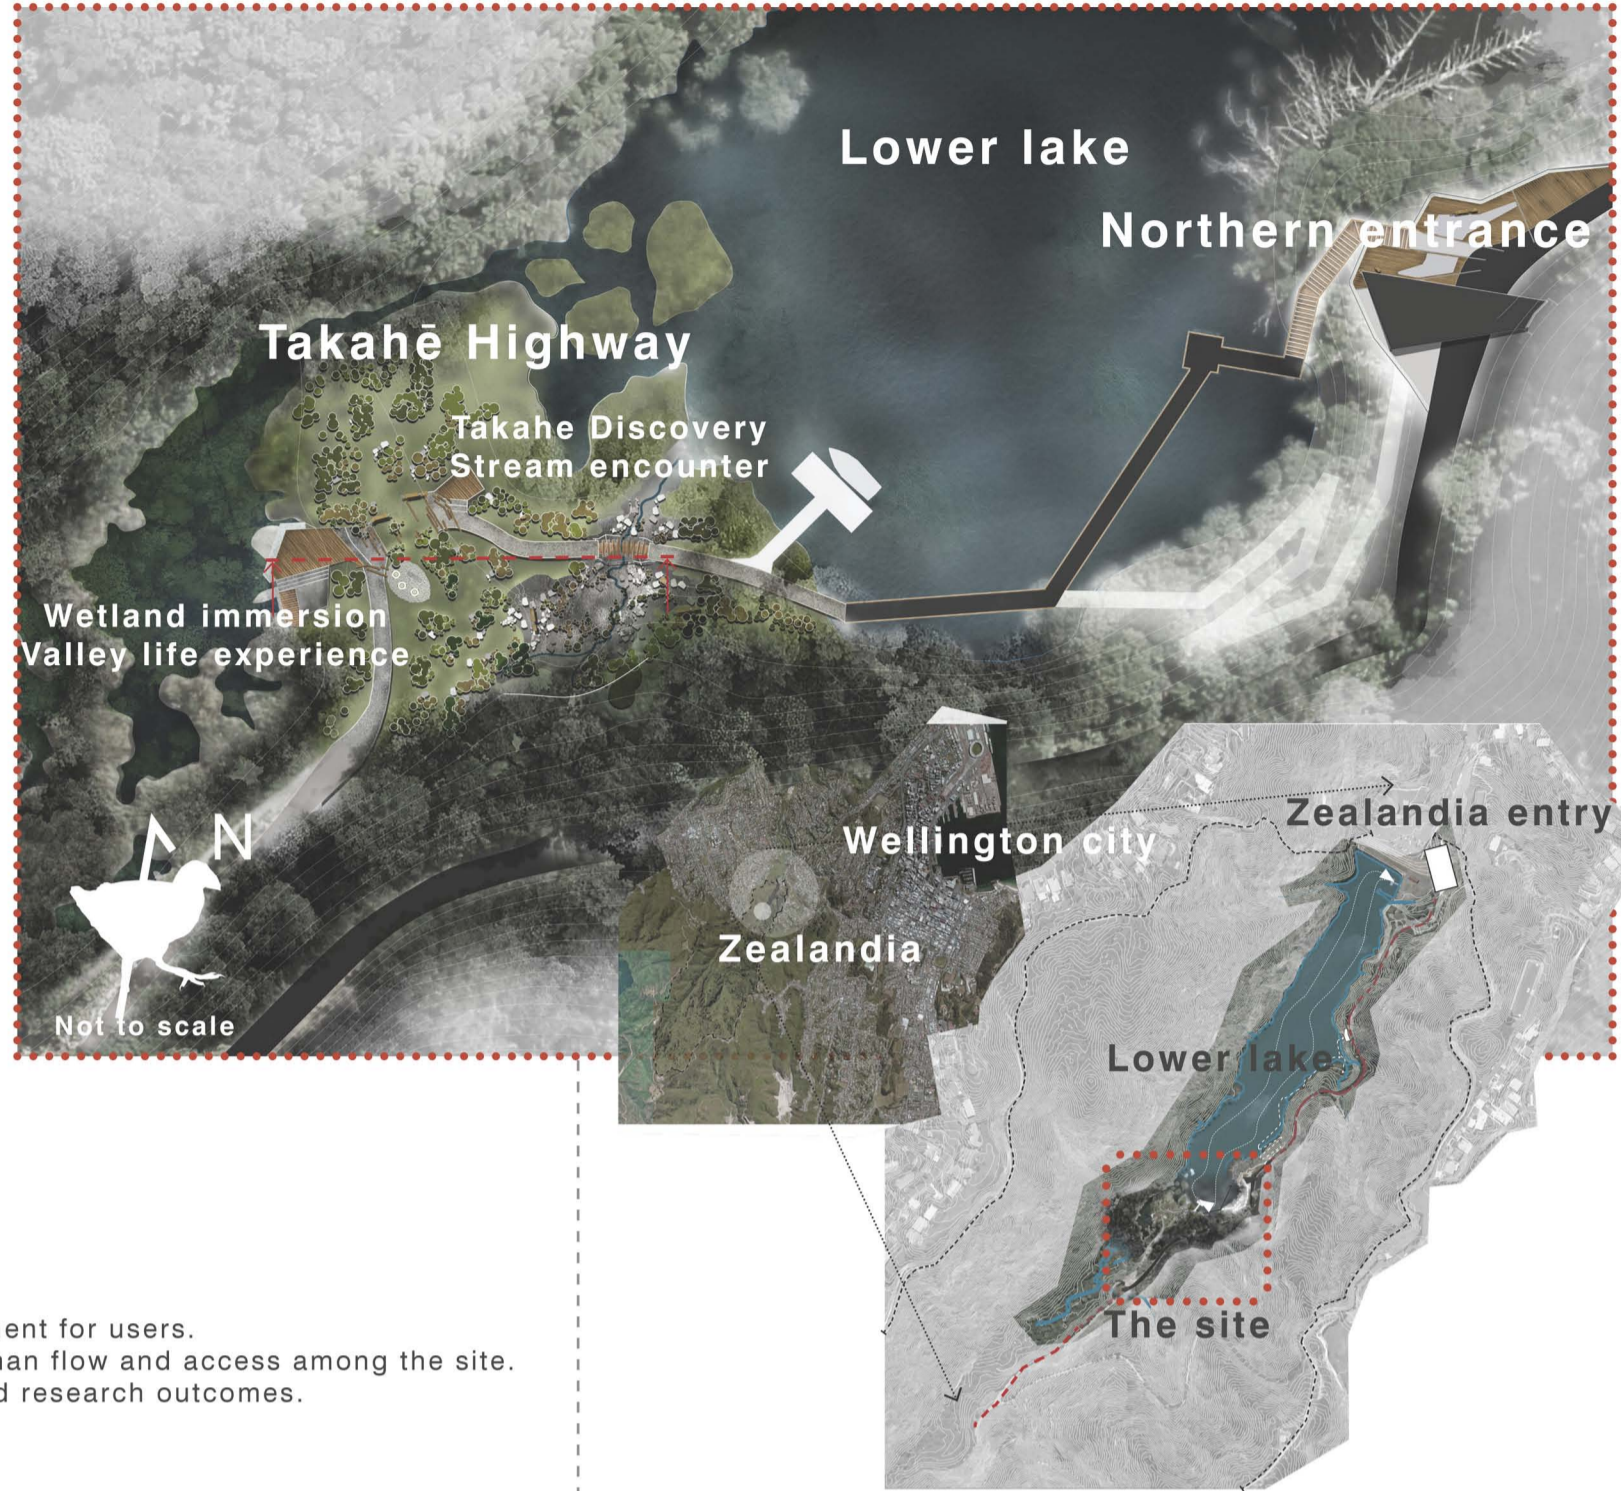 Lower lake
Northern entrance
Takahē Highway
Takahe Discovery
Stream encounter
Wetland immersion
Valley life experience
N
Not to scale
Wellington city
Zealandia
Zealandia entry
Lower lake
The site
ent for users.
an flow and access among the site.
d research outcomes.